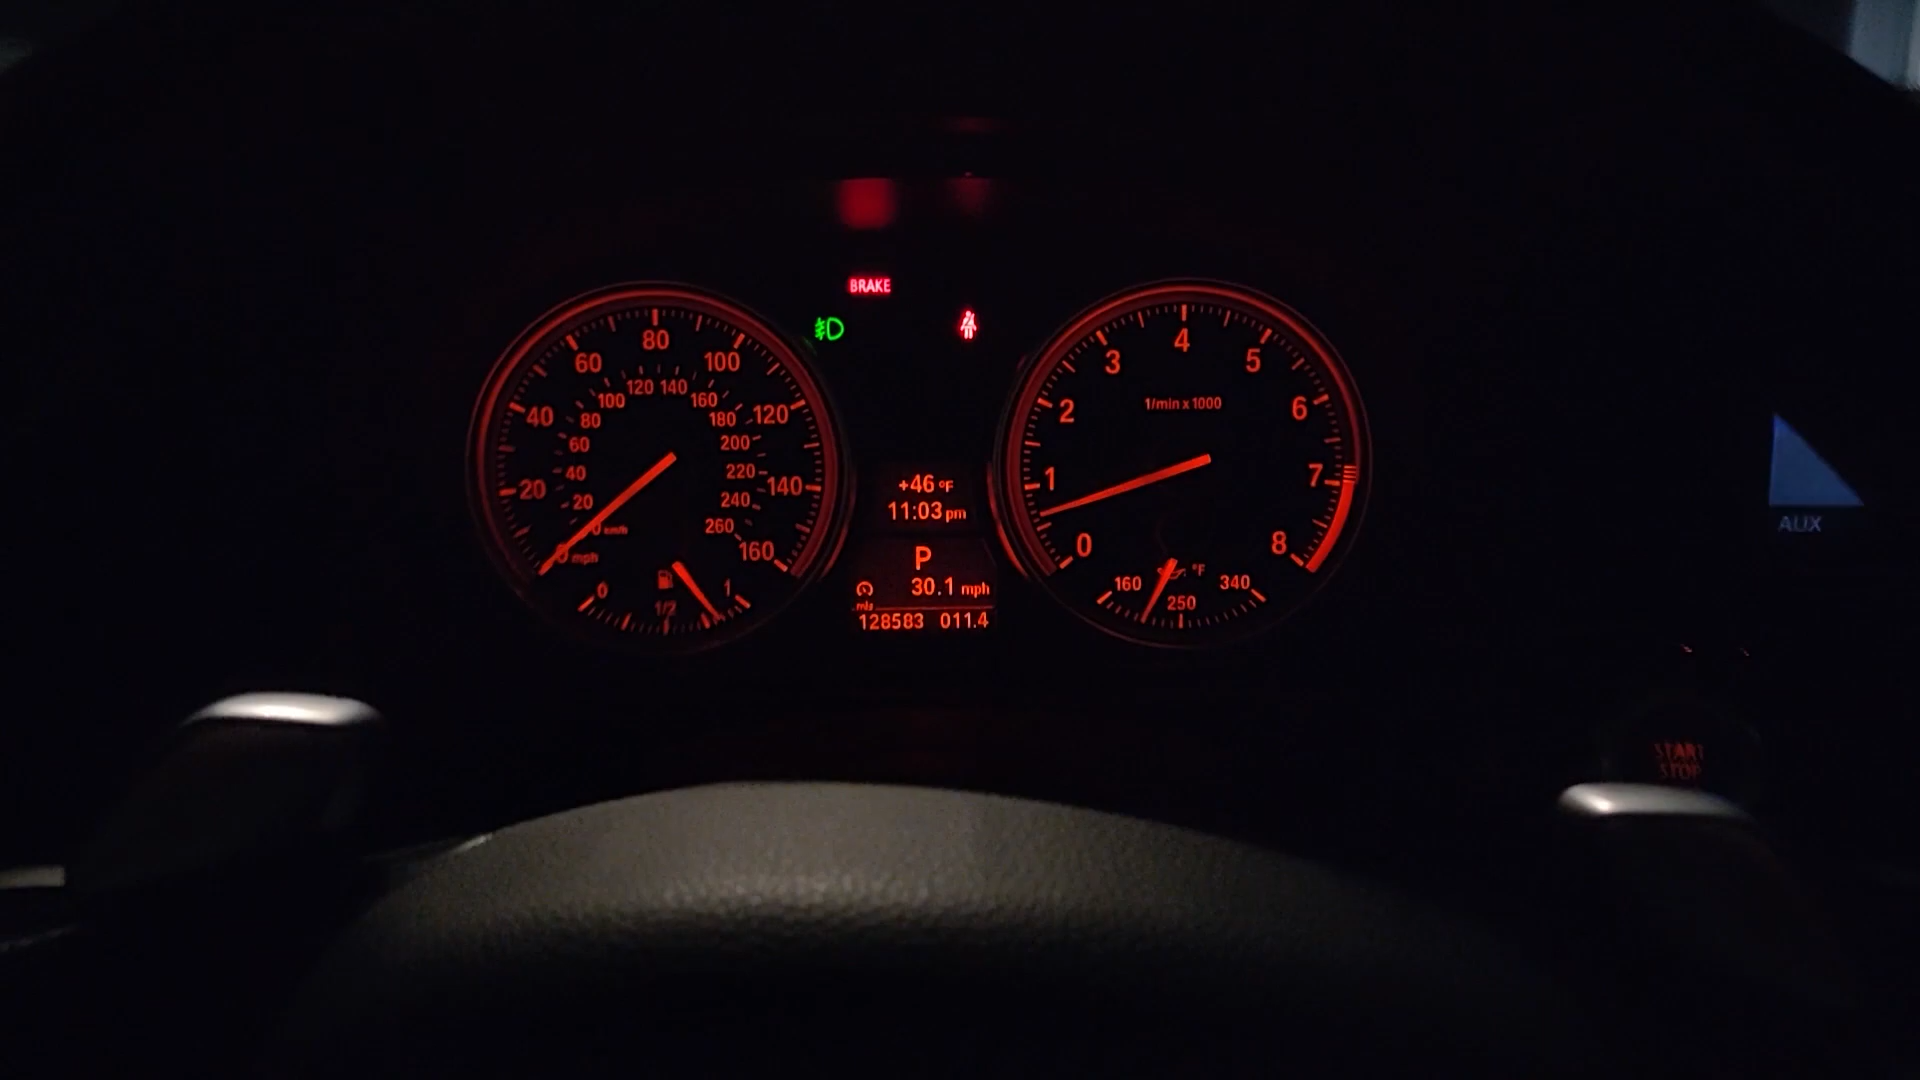 BRAKE
80
60
100
40
120
20
140
0 mph
160
120 140
100
160
80
180
60
200
40
220
20
240
0 km/h
260
0
1/2
1
+46 °F
11:03 pm
P
30.1 mph
mls
128583 011.4
4
3
5
2
6
1
7
0
8
1/min x 1000
°F
160
340
250
AUX
START
STOP